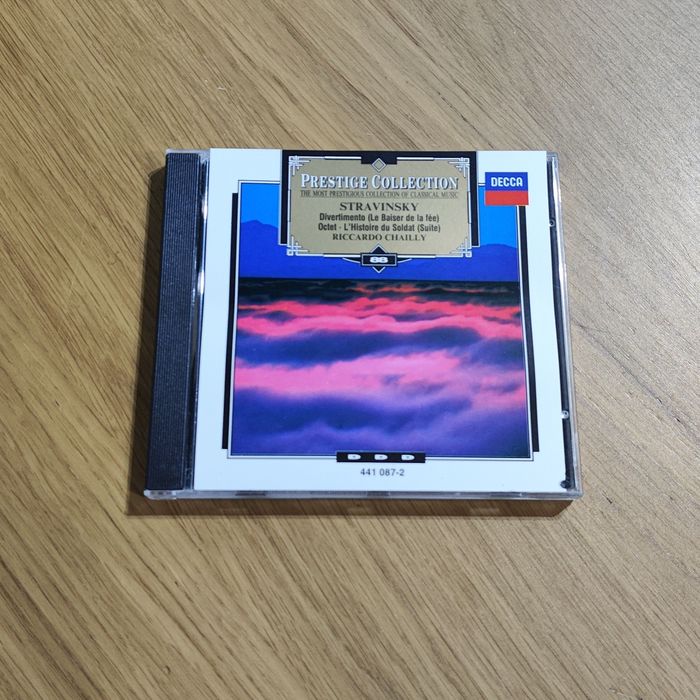 PRESTIGE COLLECTION
THE MOST PRESTIGIOUS COLLECTION OF CLASSICAL MUSIC
STRAVINSKY
Divertimento (Le Baiser de la fée)
Octet - L'Histoire du Soldat (Suite)
RICCARDO CHAILLY
88
DECCA
D D D
441 087-2